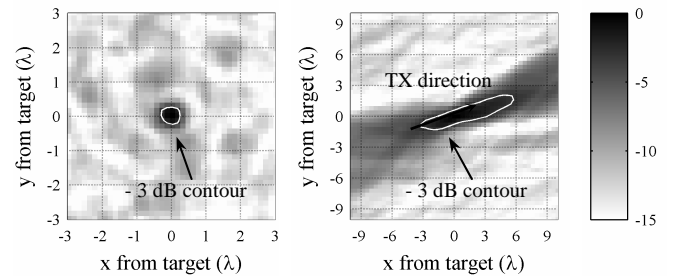 3
2
1
0
-1
-2
-3
y from target (λ)
- 3 dB contour
-3 -2 -1 0 1 2 3
x from target (λ)
9
6
3
0
-3
-6
-9
y from target (λ)
TX direction
- 3 dB contour
-9 -6 -3 0 3 6 9
x from target (λ)
0
-5
-10
-15